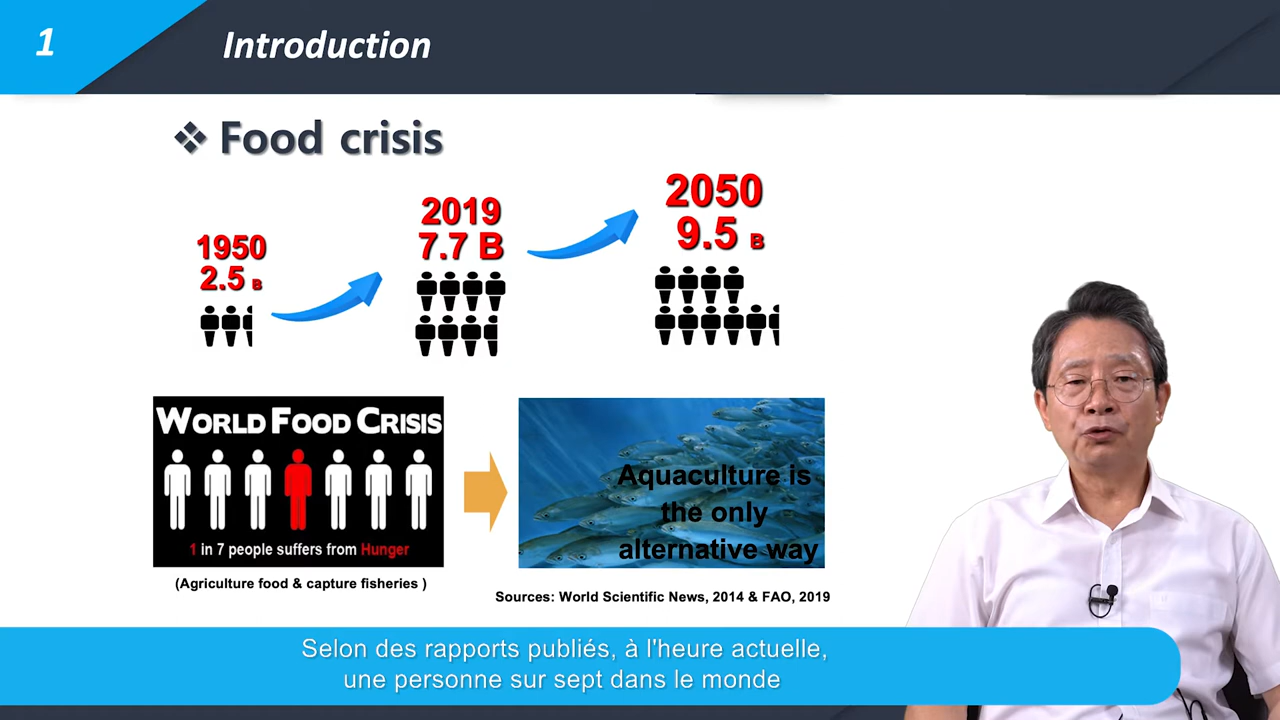 1
Introduction
❖ Food crisis
1950
2.5 B
2019
7.7 B
2050
9.5 B
WORLD FOOD CRISIS
1 in 7 people suffers from Hunger
(Agriculture food & capture fisheries )
Aquaculture is
the only
alternative way
Sources: World Scientific News, 2014 & FAO, 2019
Selon des rapports publiés, à l'heure actuelle,
une personne sur sept dans le monde